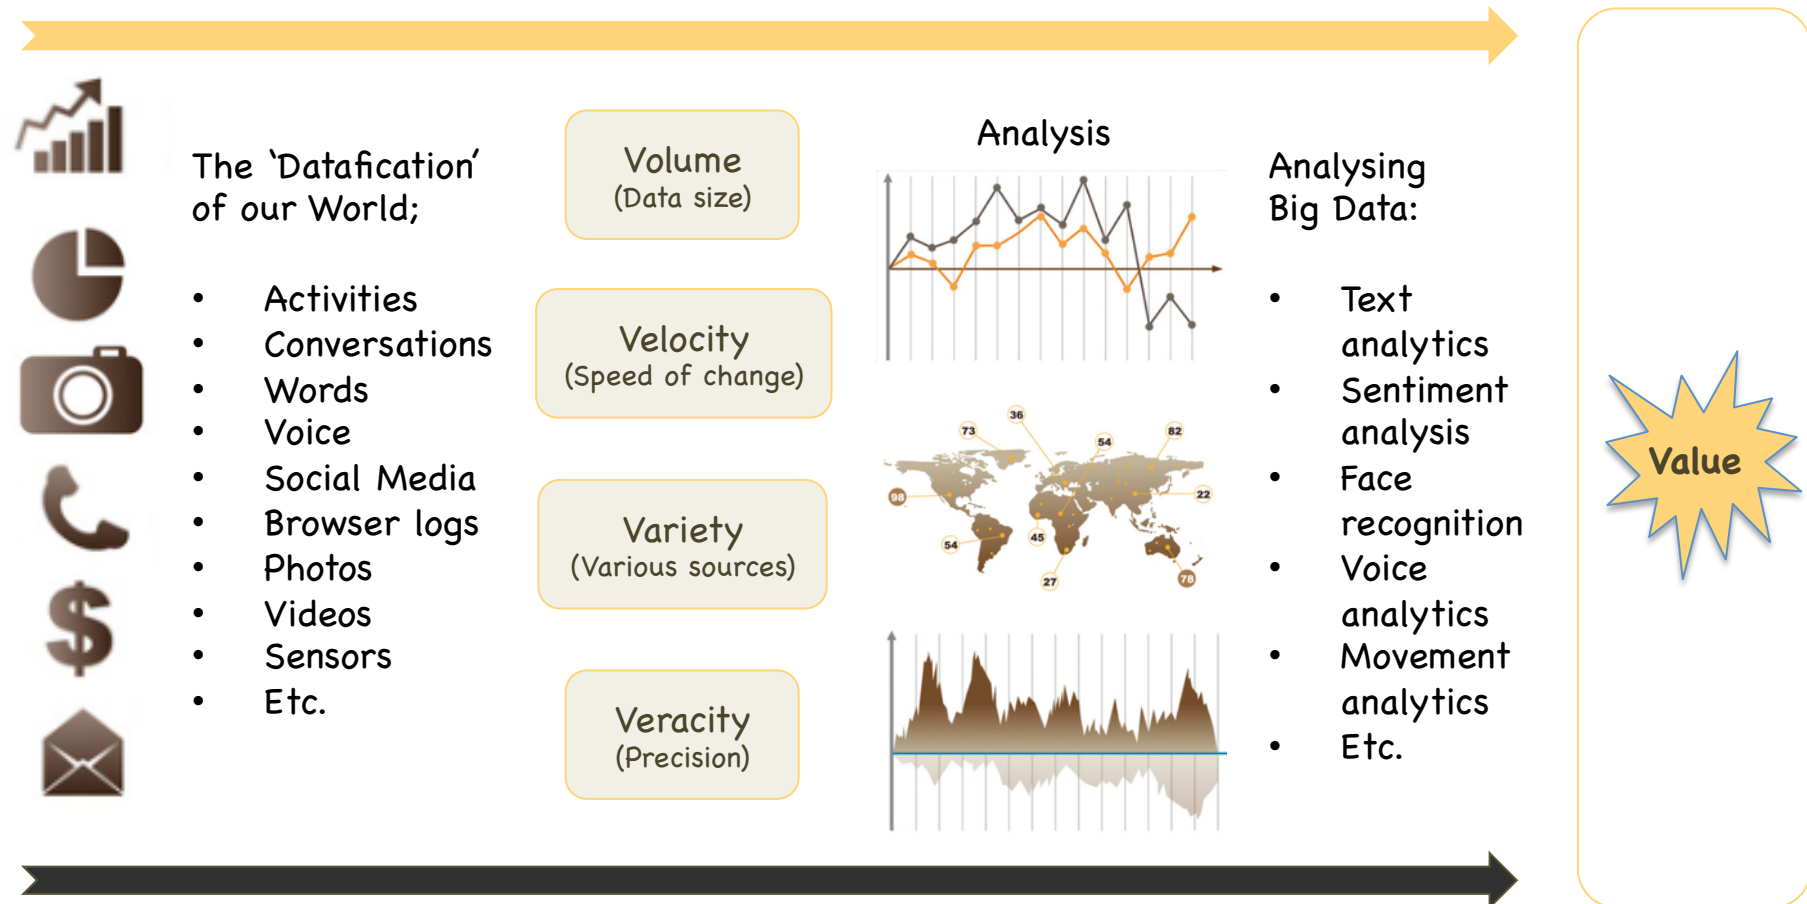 The ‘Datafication’
of our World;
• Activities
• Conversations
• Words
• Voice
• Social Media
• Browser logs
• Photos
• Videos
• Sensors
• Etc.
Volume
(Data size)
Velocity
(Speed of change)
Variety
(Various sources)
Veracity
(Precision)
Analysis
36
73
54
82
98
22
54
45
27
78
Analysing
Big Data:
• Text
analytics
• Sentiment
analysis
• Face
recognition
• Voice
analytics
• Movement
analytics
• Etc.
Value